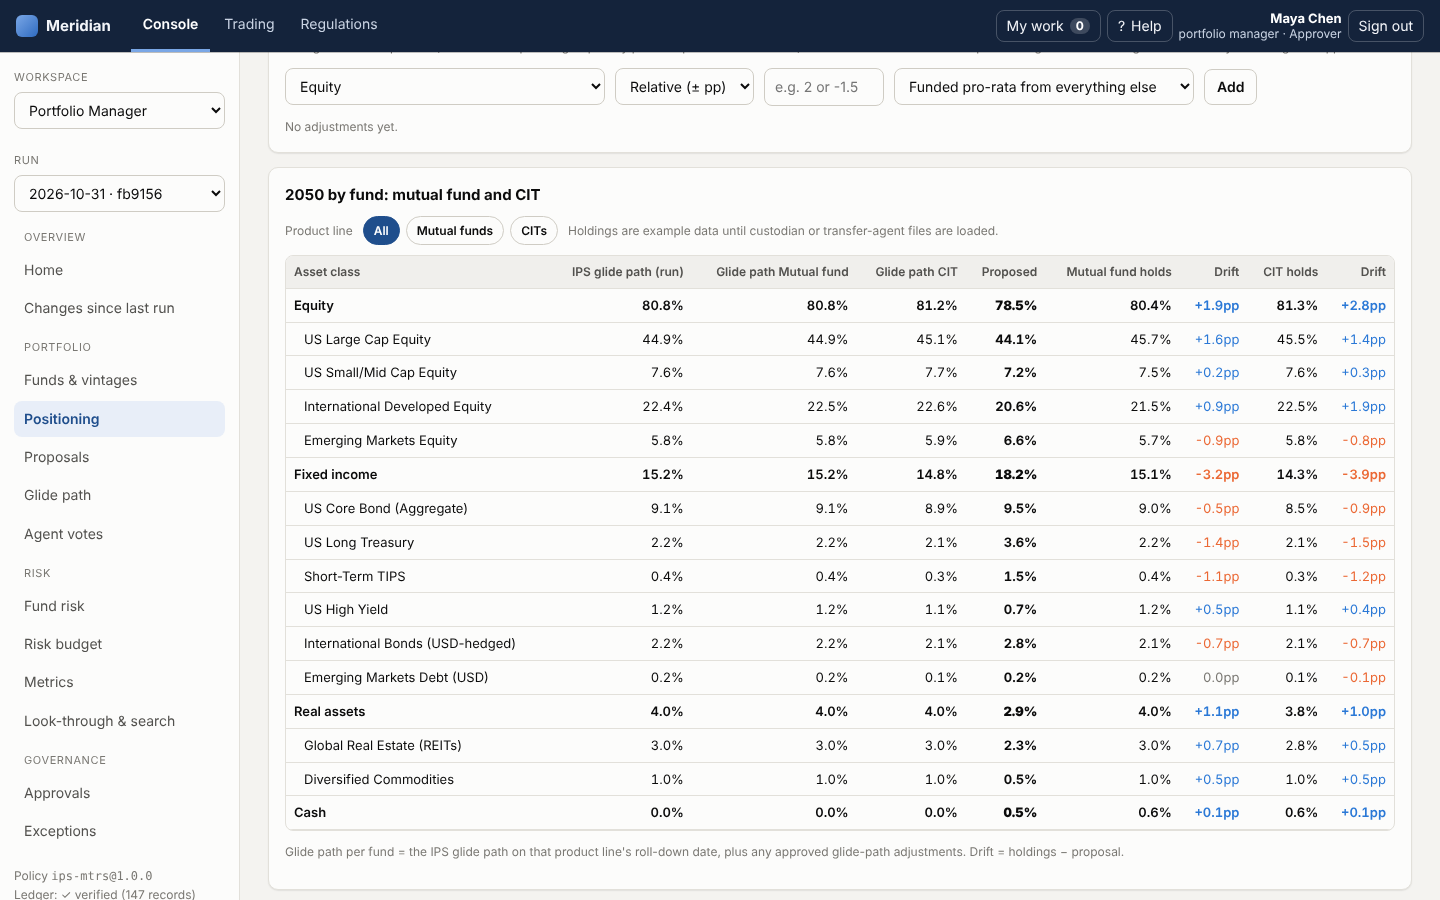 Meridian
Console
Trading
Regulations
My work 0
? Help
Maya Chen
portfolio manager · Approver
Sign out
WORKSPACE
Portfolio Manager
RUN
2026-10-31 · fb9156
OVERVIEW
Home
Changes since last run
PORTFOLIO
Funds & vintages
Positioning
Proposals
Glide path
Agent votes
RISK
Fund risk
Risk budget
Metrics
Look-through & search
GOVERNANCE
Approvals
Exceptions
Policy ips-mtrs@1.0.0
Ledger: ✓ verified (147 records)
Equity
Relative (± pp)
e.g. 2 or -1.5
Funded pro-rata from everything else
Add
No adjustments yet.
2050 by fund: mutual fund and CIT
Product line All Mutual funds CITs Holdings are example data until custodian or transfer-agent files are loaded.
Asset class IPS glide path (run) Glide path Mutual fund Glide path CIT Proposed Mutual fund holds Drift CIT holds Drift
Equity 80.8% 80.8% 81.2% 78.5% 80.4% +1.9pp 81.3% +2.8pp
US Large Cap Equity 44.9% 44.9% 45.1% 44.1% 45.7% +1.6pp 45.5% +1.4pp
US Small/Mid Cap Equity 7.6% 7.6% 7.7% 7.2% 7.5% +0.2pp 7.6% +0.3pp
International Developed Equity 22.4% 22.5% 22.6% 20.6% 21.5% +0.9pp 22.5% +1.9pp
Emerging Markets Equity 5.8% 5.8% 5.9% 6.6% 5.7% -0.9pp 5.8% -0.8pp
Fixed income 15.2% 15.2% 14.8% 18.2% 15.1% -3.2pp 14.3% -3.9pp
US Core Bond (Aggregate) 9.1% 9.1% 8.9% 9.5% 9.0% -0.5pp 8.5% -0.9pp
US Long Treasury 2.2% 2.2% 2.1% 3.6% 2.2% -1.4pp 2.1% -1.5pp
Short-Term TIPS 0.4% 0.4% 0.3% 1.5% 0.4% -1.1pp 0.3% -1.2pp
US High Yield 1.2% 1.2% 1.1% 0.7% 1.2% +0.5pp 1.1% +0.4pp
International Bonds (USD-hedged) 2.2% 2.2% 2.1% 2.8% 2.1% -0.7pp 2.1% -0.7pp
Emerging Markets Debt (USD) 0.2% 0.2% 0.1% 0.2% 0.2% 0.0pp 0.1% -0.1pp
Real assets 4.0% 4.0% 4.0% 2.9% 4.0% +1.1pp 3.8% +1.0pp
Global Real Estate (REITs) 3.0% 3.0% 3.0% 2.3% 3.0% +0.7pp 2.8% +0.5pp
Diversified Commodities 1.0% 1.0% 1.0% 0.5% 1.0% +0.5pp 1.0% +0.5pp
Cash 0.0% 0.0% 0.0% 0.5% 0.6% +0.1pp 0.6% +0.1pp
Glide path per fund = the IPS glide path on that product line's roll-down date, plus any approved glide-path adjustments. Drift = holdings − proposal.